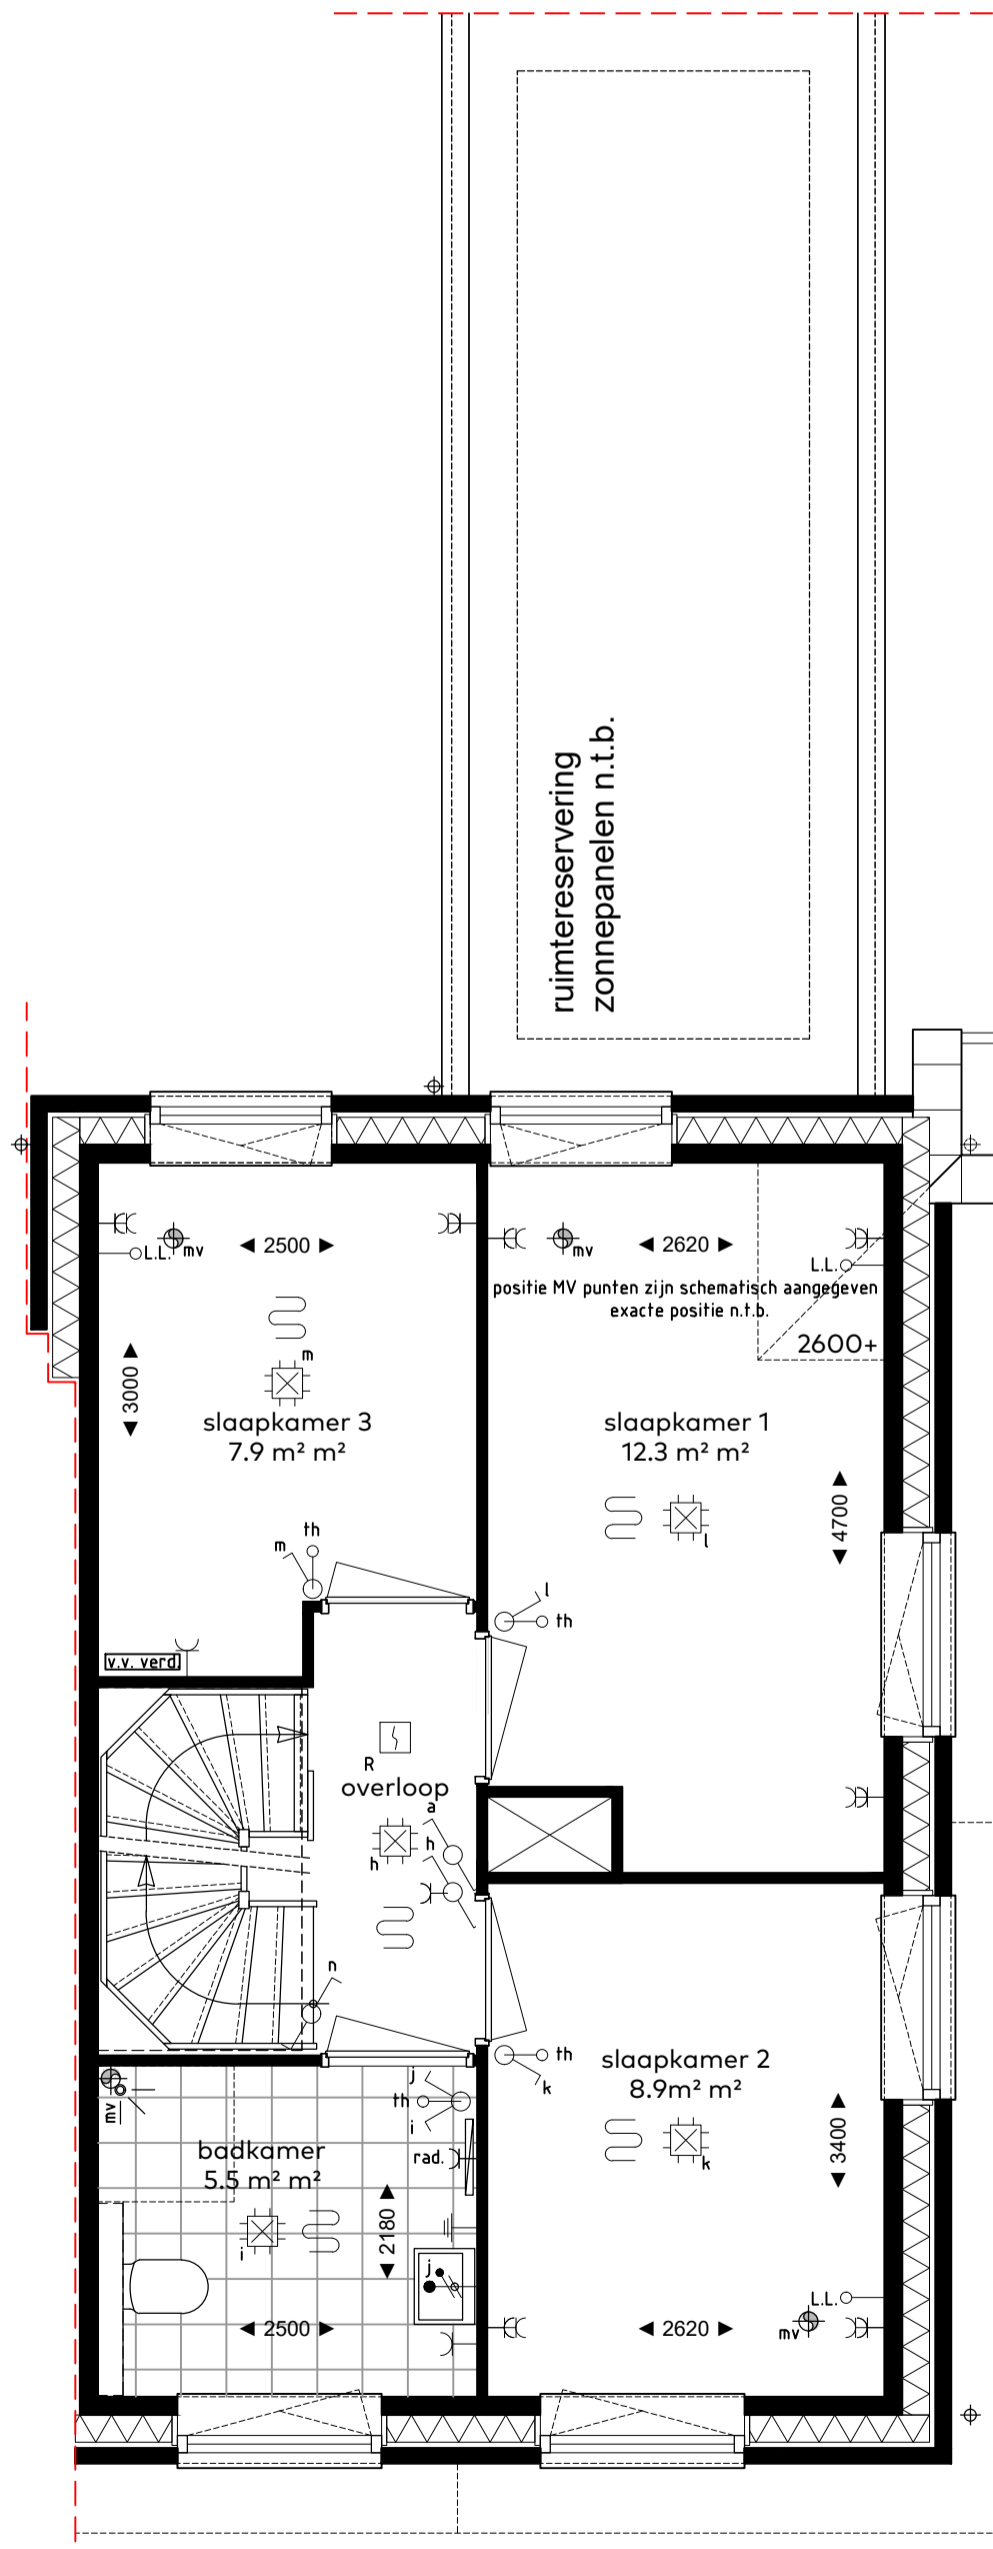 ruimtereservering
zonnepanelen n.t.b.
L.L.
mv
2500
mv
2620
L.L.
positie MV punten zijn schematisch aangegeven
exacte positie n.t.b.
2600+
3000
m
slaapkamer 3
7.9 m² m²
slaapkamer 1
12.3 m² m²
l
4700
th
m
l
th
v.v. verd.
R
overloop
a
h
h
n
th
k
slaapkamer 2
8.9m² m²
k
3400
mv
j
th
i
badkamer
5.5 m² m²
rad.
i
2180
j
2500
2620
L.L.
mv